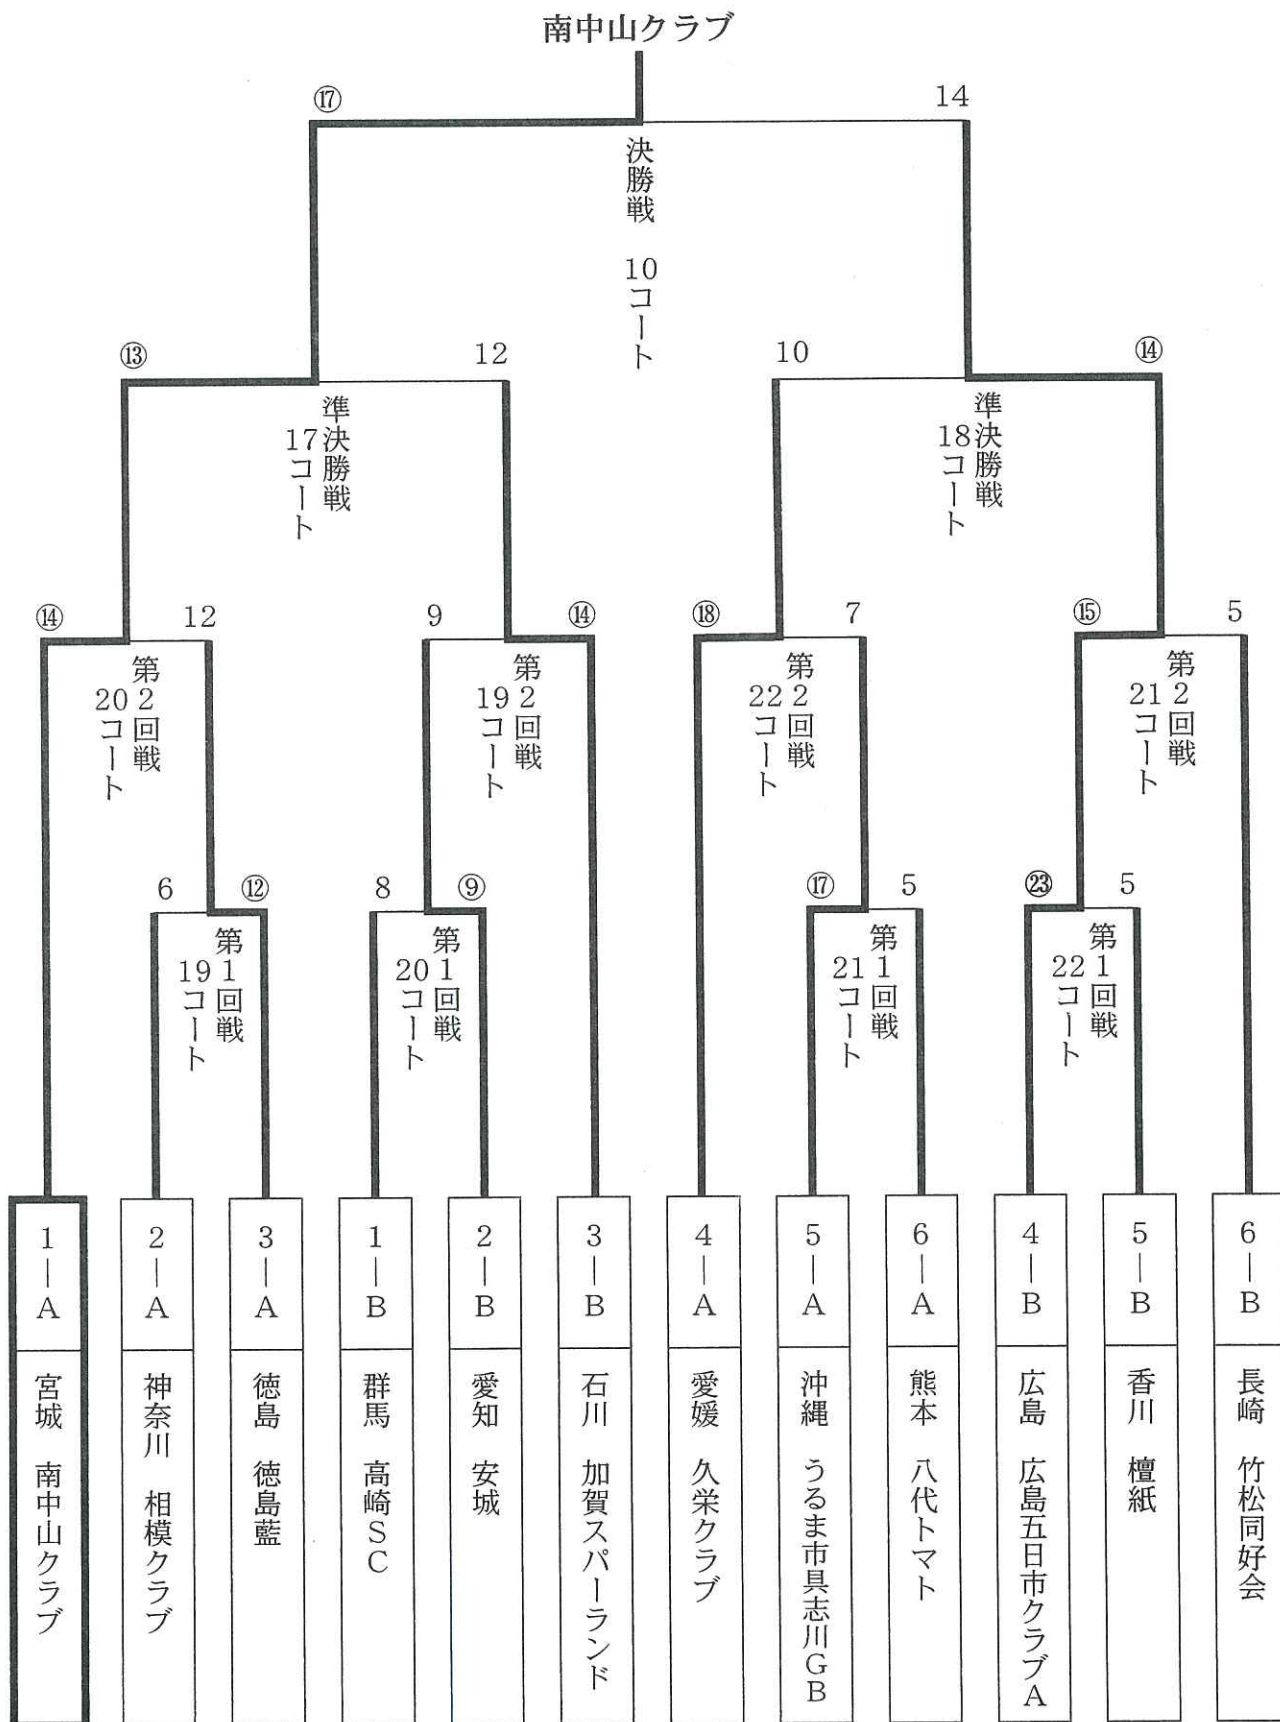 南中山クラブ
⑰
14
決勝戦 10コート
⑬
12
10
⑭
準決勝戦
17コート
準決勝戦
18コート
⑭
12
9
⑭
⑱
7
⑮
5
第2回戦
20コート
第2回戦
19コート
第2回戦
22コート
第2回戦
21コート
6
⑫
8
⑨
⑰
5
㉓
5
第1回戦
19コート
第1回戦
20コート
第1回戦
21コート
第1回戦
22コート
1―A
宮城 南中山クラブ
2―A
神奈川 相模クラブ
3―A
徳島 徳島藍
1―B
群馬 高崎SC
2―B
愛知 安城
3―B
石川 加賀スパーランド
4―A
愛媛 久栄クラブ
5―A
沖縄 うるま市具志川GB
6―A
熊本 八代トマト
4―B
広島 広島五日市クラブA
5―B
香川 檀紙
6―B
長崎 竹松同好会